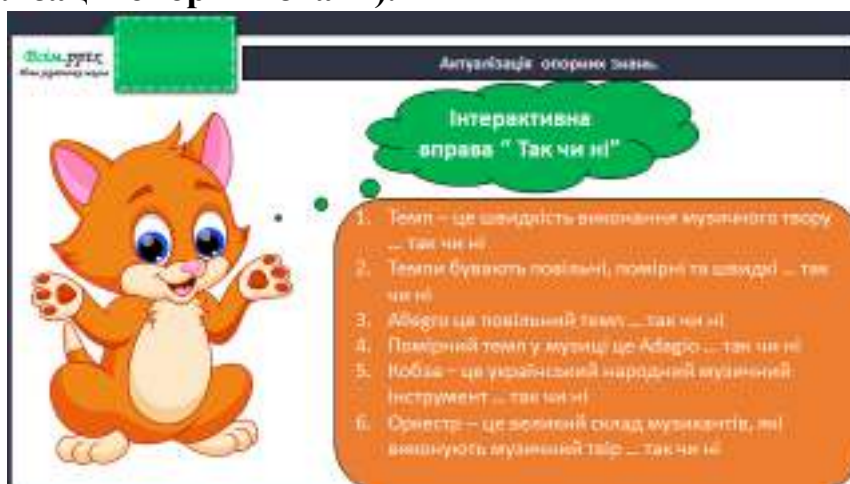 Всім.pptx
Актуалізація опорних знань.
Інтерактивна
вправа “ Так чи ні”
1. Темп – це швидкість виконання музичного твору
... так чи ні
2. Темпи бувають повільні, помірні та швидкі ... так
чи ні
3. Allegro це повільний темп ... так чи ні
4. Помірний темп у музиці це Adagio ... так чи ні
5. Кобза – це український народний музичний
інструмент ... так чи ні
6. Оркестр – це великий склад музикантів, які
виконують музичний твір ... так чи ні